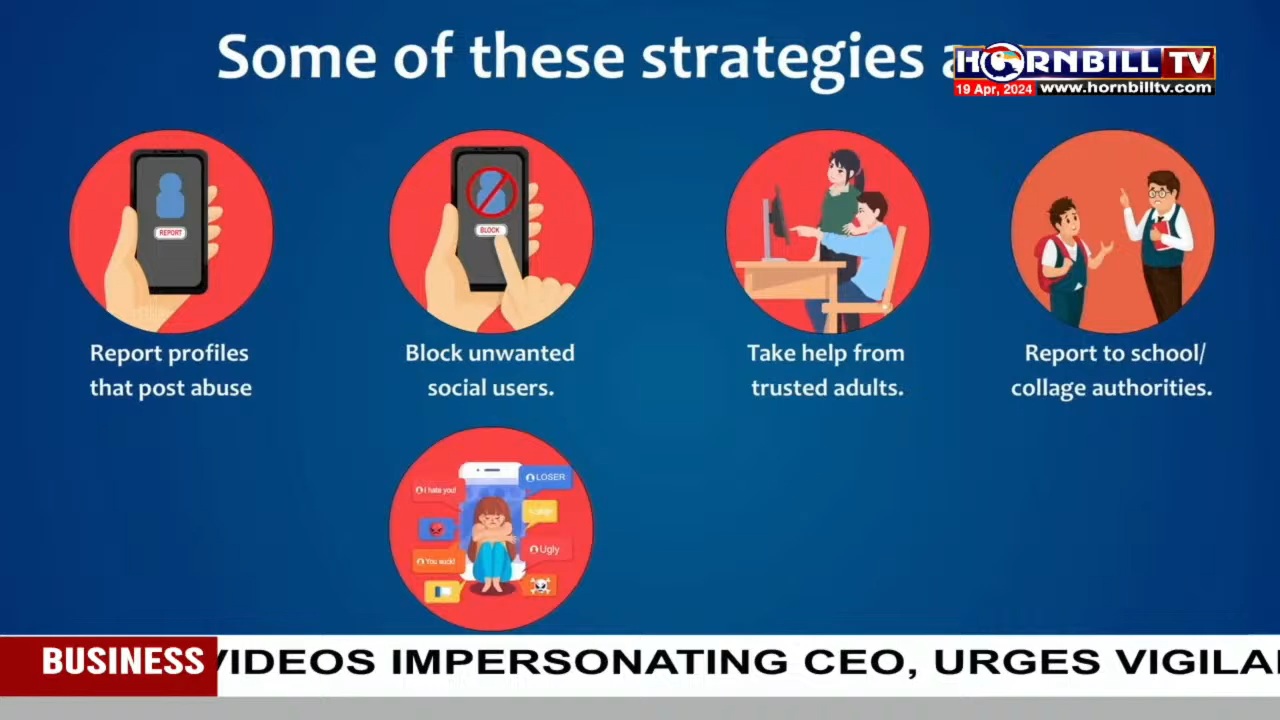 Some of these strategies a
HORNBILL TV
19 Apr, 2024 www.hornbilltv.com
REPORT
BLOCK
Report profiles
that post abuse
Block unwanted
social users.
Take help from
trusted adults.
Report to school/
collage authorities.
LOSER
I hate you!
Ugly
You suck!
BUSINESS
VIDEOS IMPERSONATING CEO, URGES VIGILA